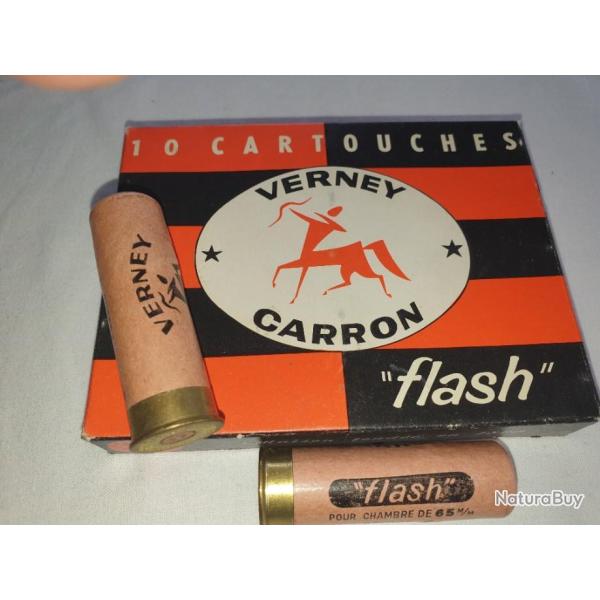 10 CARTOUCHES
VERNEY
CARRON
"flash"
VERNEY
"flash"
POUR CHAMBRE DE 65 M/M
NaturaBuy